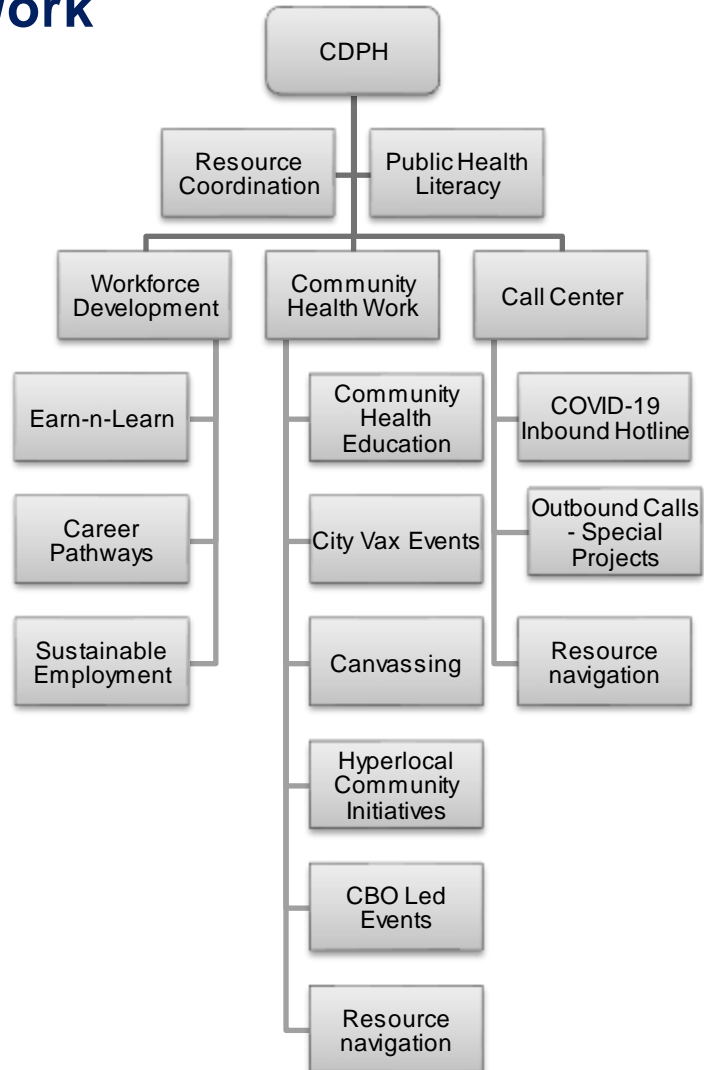 work
CDPH
Resource
Coordination
Public Health
Literacy
Workforce
Development
Community
Health Work
Call Center
Earn-n-Learn
Career
Pathways
Sustainable
Employment
Community
Health
Education
City Vax Events
Canvassing
Hyperlocal
Community
Initiatives
CBO Led
Events
Resource
navigation
COVID-19
Inbound Hotline
Outbound Calls
- Special
Projects
Resource
navigation